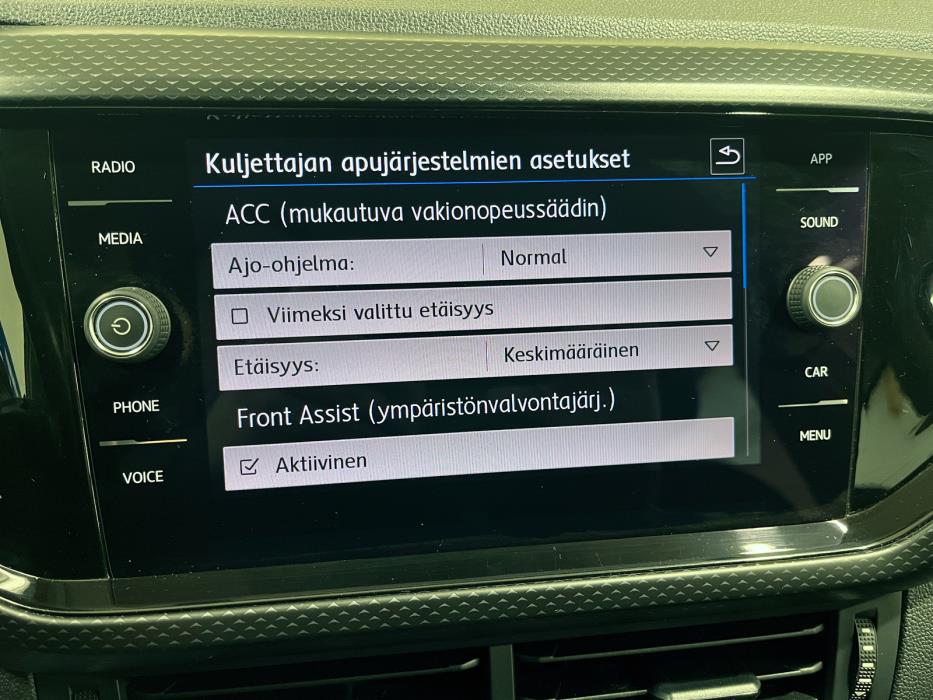 RADIO
MEDIA
PHONE
VOICE
Kuljettajan apujärjestelmien asetukset
ACC (mukautuva vakionopeussäädin)
Ajo-ohjelma: Normal
Viimeksi valittu etäisyys
Etäisyys: Keskimääräinen
Front Assist (ympäristönvalvontajärj.)
Aktiivinen
APP
SOUND
CAR
MENU